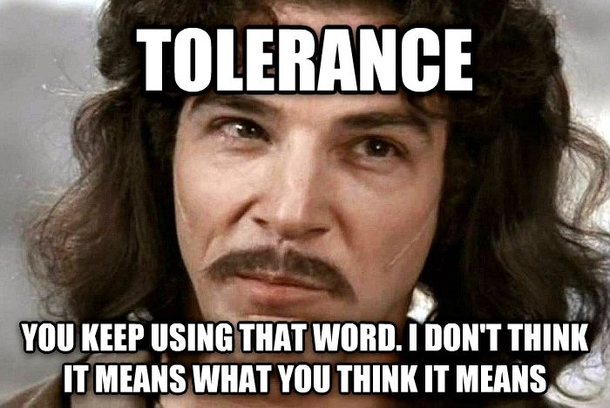 TOLERANCE
YOU KEEP USING THAT WORD. I DON'T THINK
IT MEANS WHAT YOU THINK IT MEANS